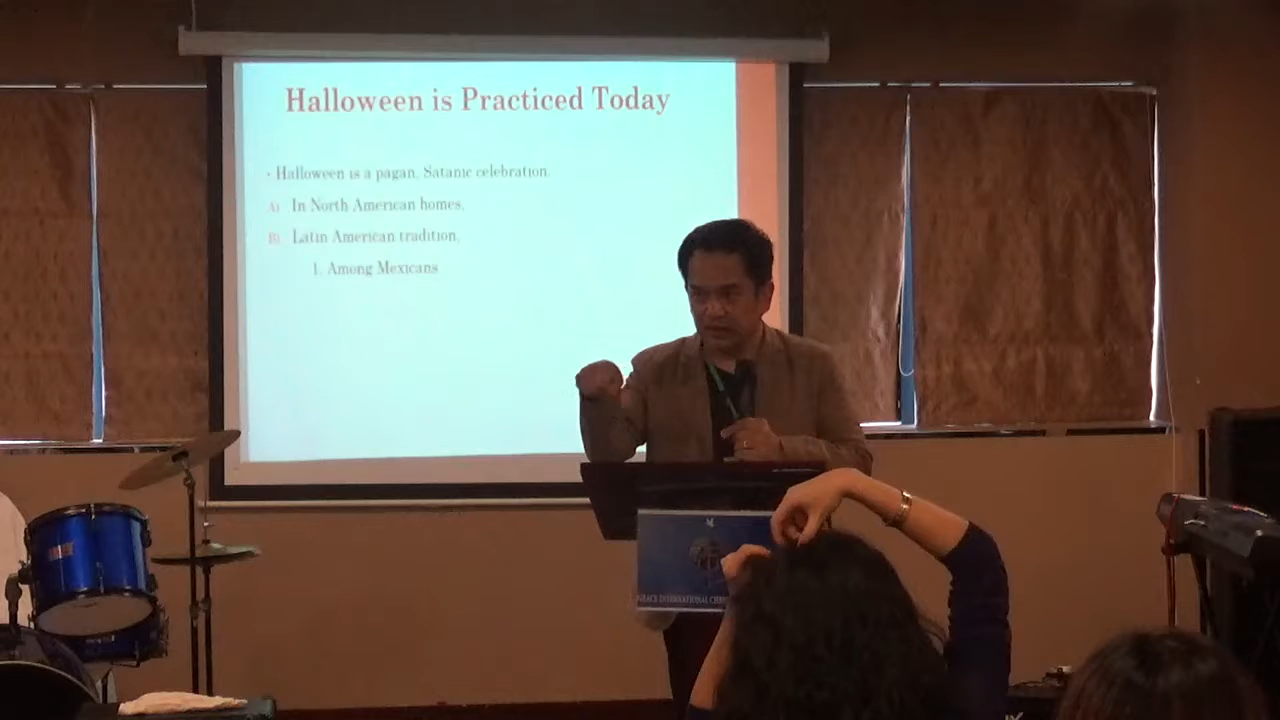 Halloween is Practiced Today
· Halloween is a pagan, Satanic celebration.
A) In North American homes.
B) Latin American tradition.
1. Among Mexicans
INTERNATIONAL